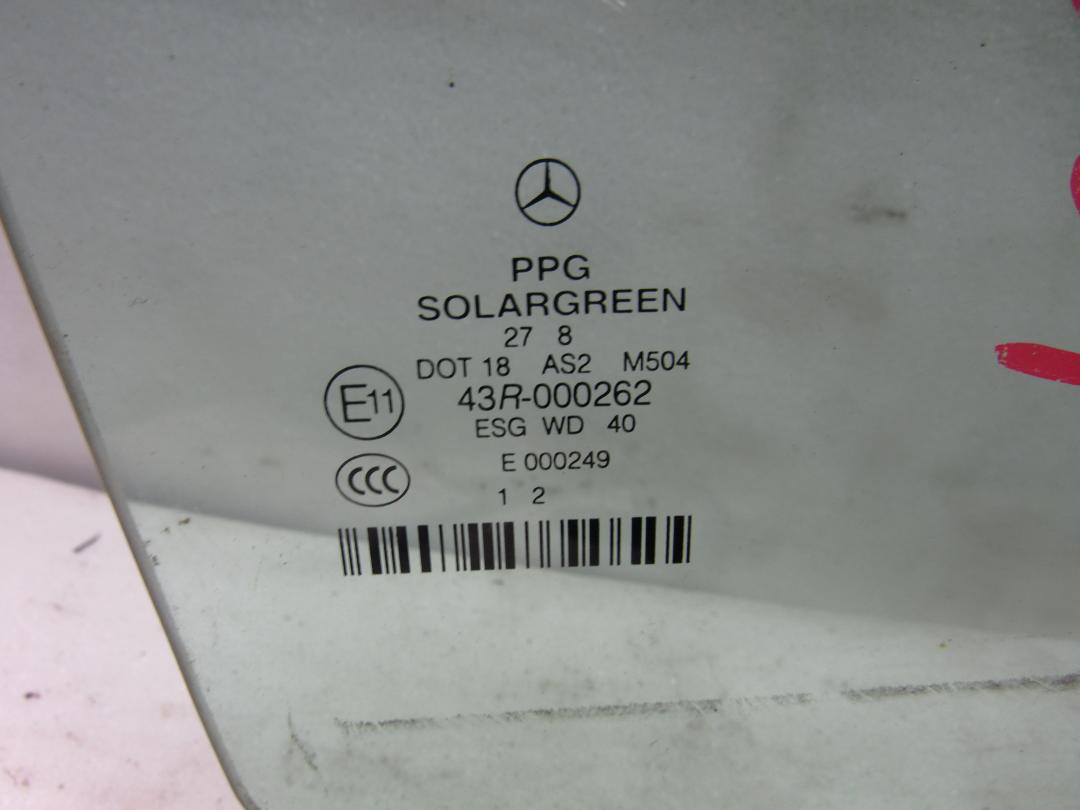 PPG
SOLARGREEN
27 8
DOT 18 AS2 M504
E11 43R-000262
ESG WD 40
CCC E 000249
1 2